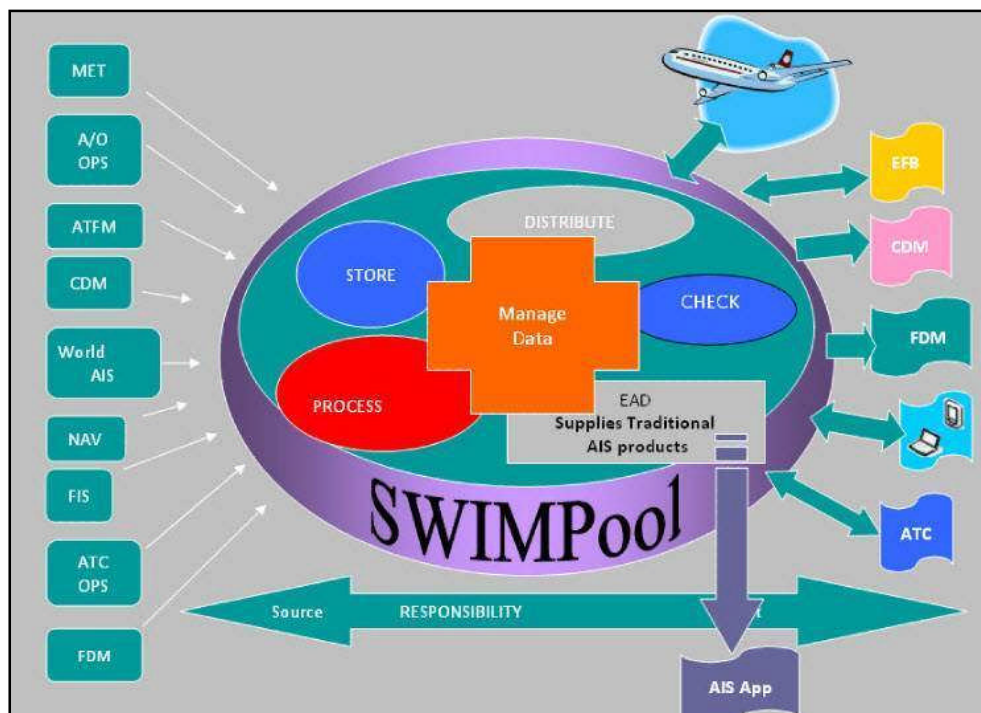 MET
A/O
OPS
ATFM
CDM
World
AIS
NAV
FIS
ATC
OPS
FDM
DISTRIBUTE
STORE
CHECK
Manage
Data
PROCESS
EAD
Supplies Traditional
AIS products
SWIMPool
Source RESPONSIBILITY
EFB
CDM
FDM
ATC
AIS App